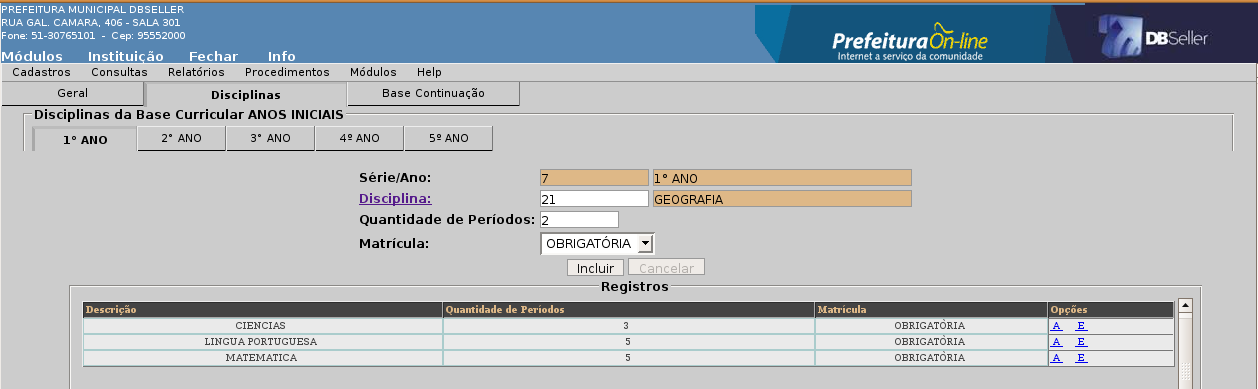 PREFEITURA MUNICIPAL DBSELLER
RUA GAL. CAMARA, 406 - SALA 301
Fone: 51-30765101 - Cep: 95552000
PrefeituraOn-line
Internet a serviço da comunidade
DBSeller
Módulos Instituição Fechar Info
Cadastros Consultas Relatórios Procedimentos Módulos Help
Geral Disciplinas Base Continuação
Disciplinas da Base Curricular ANOS INICIAIS
1° ANO 2° ANO 3° ANO 4º ANO 5º ANO
Série/Ano: 7 1° ANO
Disciplina: 21 GEOGRAFIA
Quantidade de Períodos: 2
Matrícula: OBRIGATÓRIA
Incluir Cancelar
Registros
Descrição Quantidade de Períodos Matrícula Opções
CIENCIAS 3 OBRIGATÓRIA A E
LINGUA PORTUGUESA 5 OBRIGATÓRIA A E
MATEMATICA 5 OBRIGATÓRIA A E